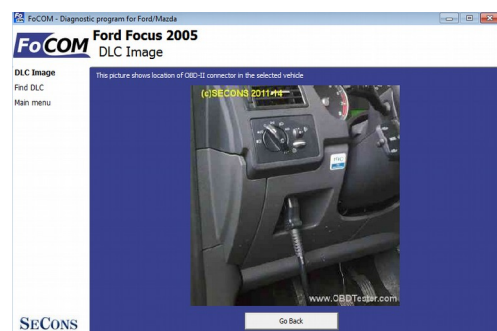 FoCOM - Diagnostic program for Ford/Mazda
FoCOM
Ford Focus 2005
DLC Image
DLC Image
Find DLC
Main menu
This picture shows location of OBD-II connector in the selected vehicle
(c)SECONS 2011-14
www.OBDTester.com
Go Back
SECONS